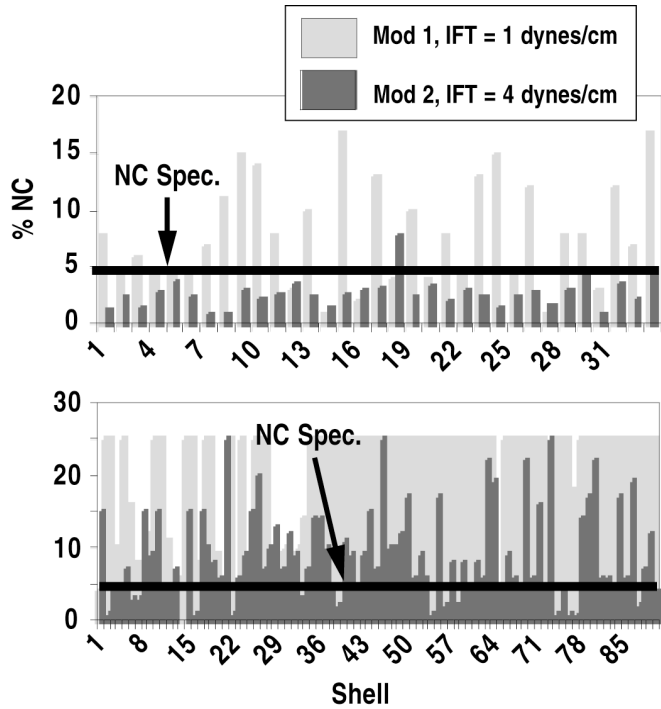 Mod 1, IFT = 1 dynes/cm
Mod 2, IFT = 4 dynes/cm
% NC
20
15
10
5
0
NC Spec.
1 4 7 10 13 16 19 22 25 28 31
30
20
10
0
NC Spec.
1 8 15 22 29 36 43 50 57 64 71 78 85
Shell